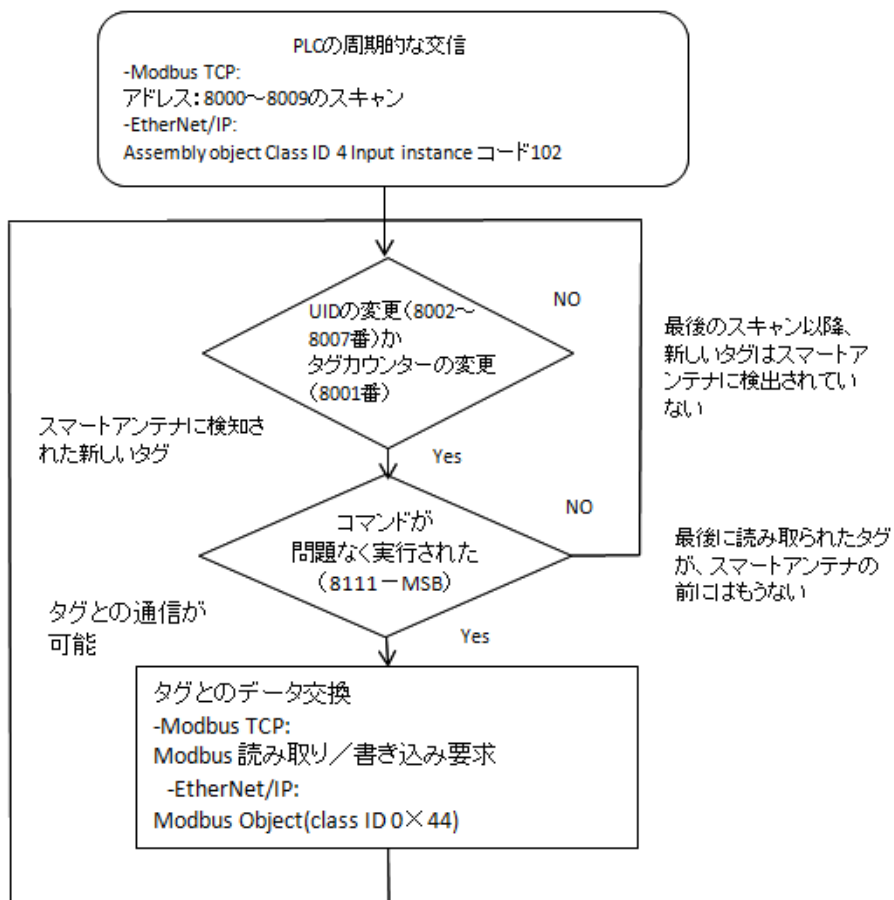 PLCの周期的な交信
-Modbus TCP:
アドレス：8000～8009のスキャン
-EtherNet/IP:
Assembly object Class ID 4 Input instance コード102
UIDの変更（8002～
8007番）か
タグカウンターの変更
（8001番）
NO
最後のスキャン以降、
新しいタグはスマートア
ンテナに検出されてい
ない
スマートアンテナに検知さ
れた新しいタグ
Yes
コマンドが
問題なく実行された
（8111－MSB）
NO
最後に読み取られたタグ
が、スマートアンテナの
前にはもうない
タグとの通信が
可能
Yes
タグとのデータ交換
-Modbus TCP:
Modbus 読み取り／書き込み要求
-EtherNet/IP:
Modbus Object(class ID 0×44)